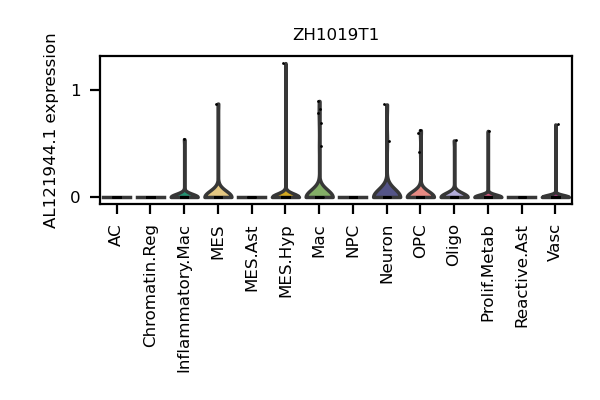 ZH1019T1
AL121944.1 expression
1
0
AC
Chromatin.Reg
Inflammatory.Mac
MES
MES.Ast
MES.Hyp
Mac
NPC
Neuron
OPC
Oligo
Prolif.Metab
Reactive.Ast
Vasc